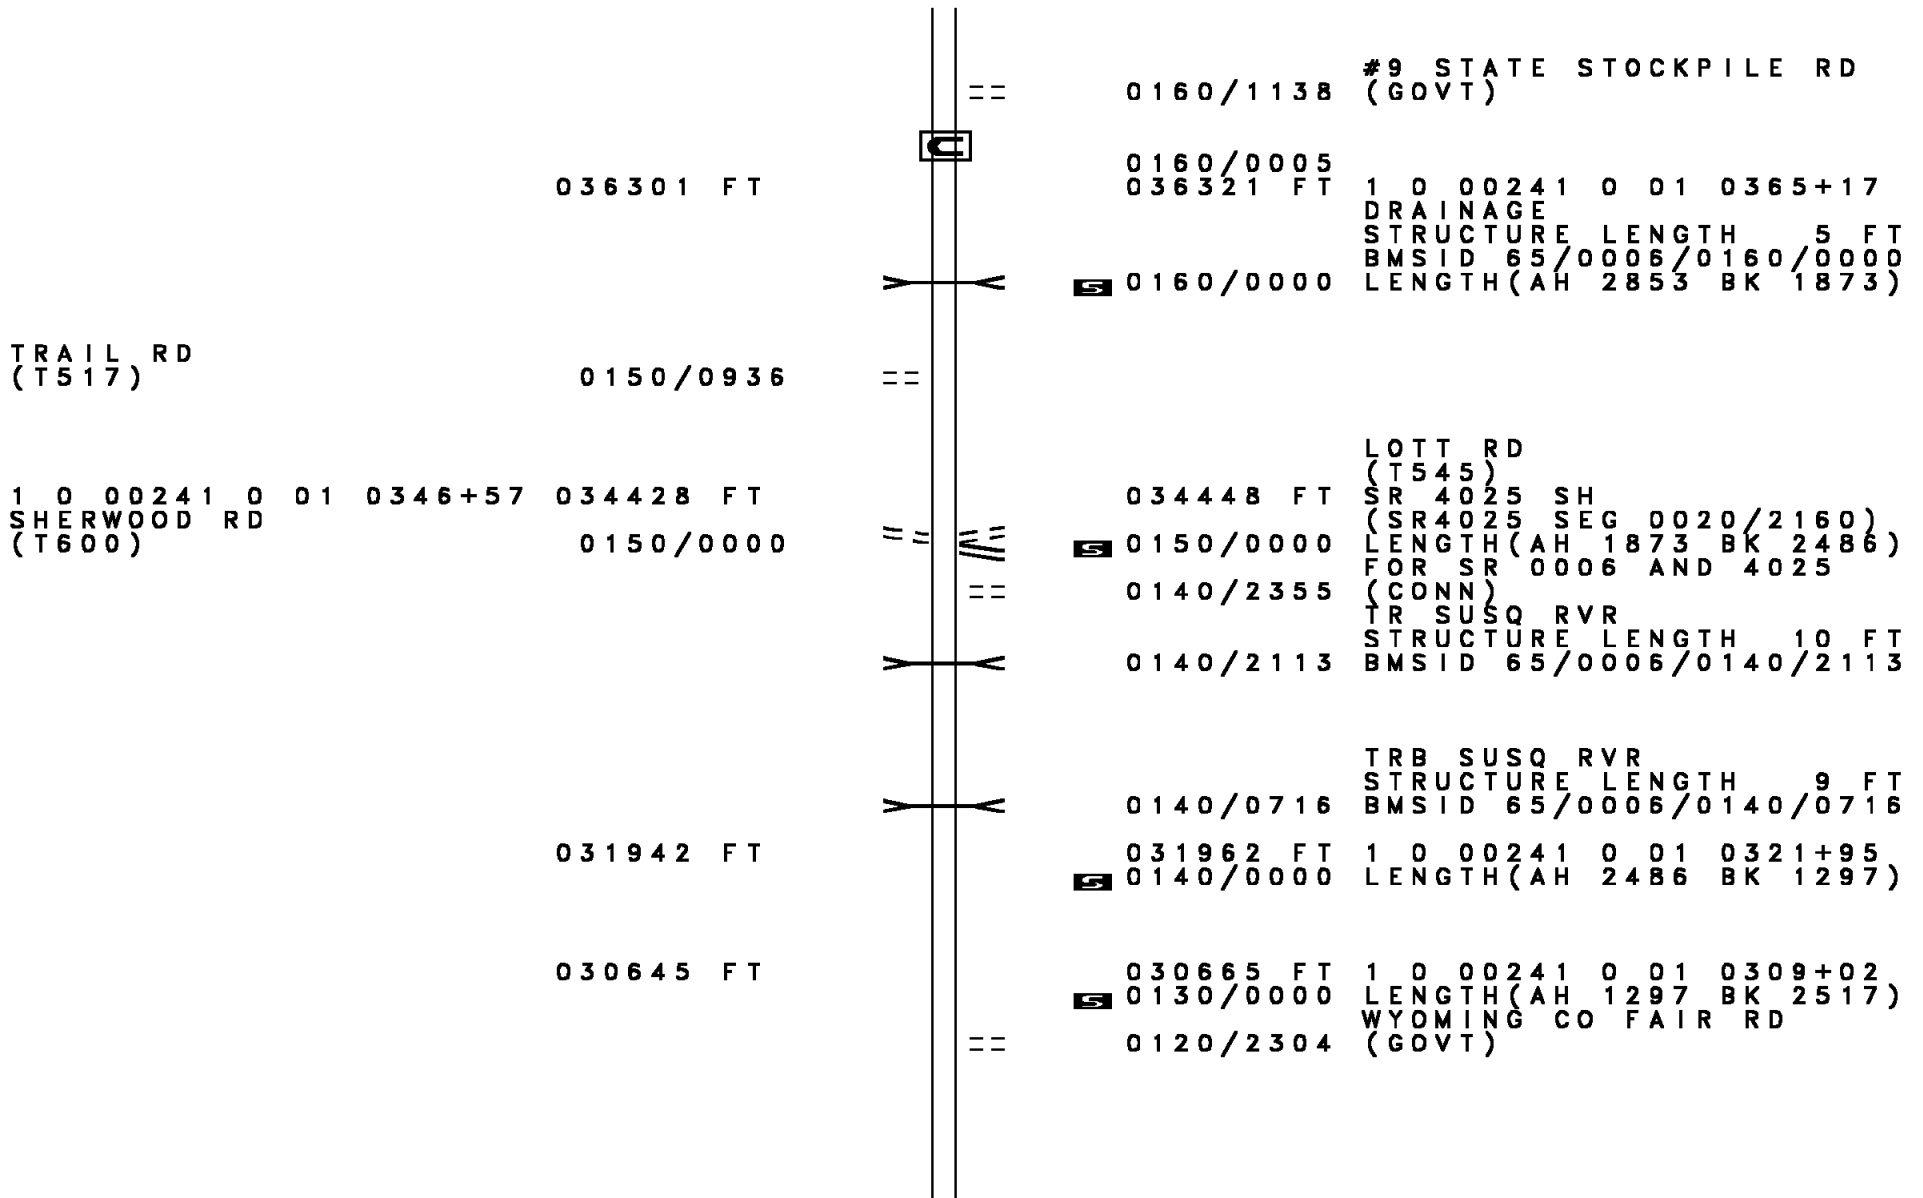 #9 STATE STOCKPILE RD
0160/1138 (GOVT)
C
0160/0005
036301 FT 036321 FT 1 0 00241 0 01 0365+17
DRAINAGE
STRUCTURE LENGTH 5 FT
BMSID 65/0006/0160/0000
S 0160/0000 LENGTH(AH 2853 BK 1873)
TRAIL RD
(T517) 0150/0936
LOTT RD
(T545)
1 0 00241 0 01 0346+57 034428 FT 034448 FT SR 4025 SH
SHERWOOD RD (SR4025 SEG 0020/2160)
(T600) 0150/0000 S 0150/0000 LENGTH(AH 1873 BK 2486)
FOR SR 0006 AND 4025
0140/2355 (CONN)
TR SUSQ RVR
STRUCTURE LENGTH 10 FT
0140/2113 BMSID 65/0006/0140/2113
TRB SUSQ RVR
STRUCTURE LENGTH 9 FT
0140/0716 BMSID 65/0006/0140/0716
031942 FT 031962 FT 1 0 00241 0 01 0321+95
S 0140/0000 LENGTH(AH 2486 BK 1297)
030645 FT 030665 FT 1 0 00241 0 01 0309+02
S 0130/0000 LENGTH(AH 1297 BK 2517)
WYOMING CO FAIR RD
0120/2304 (GOVT)